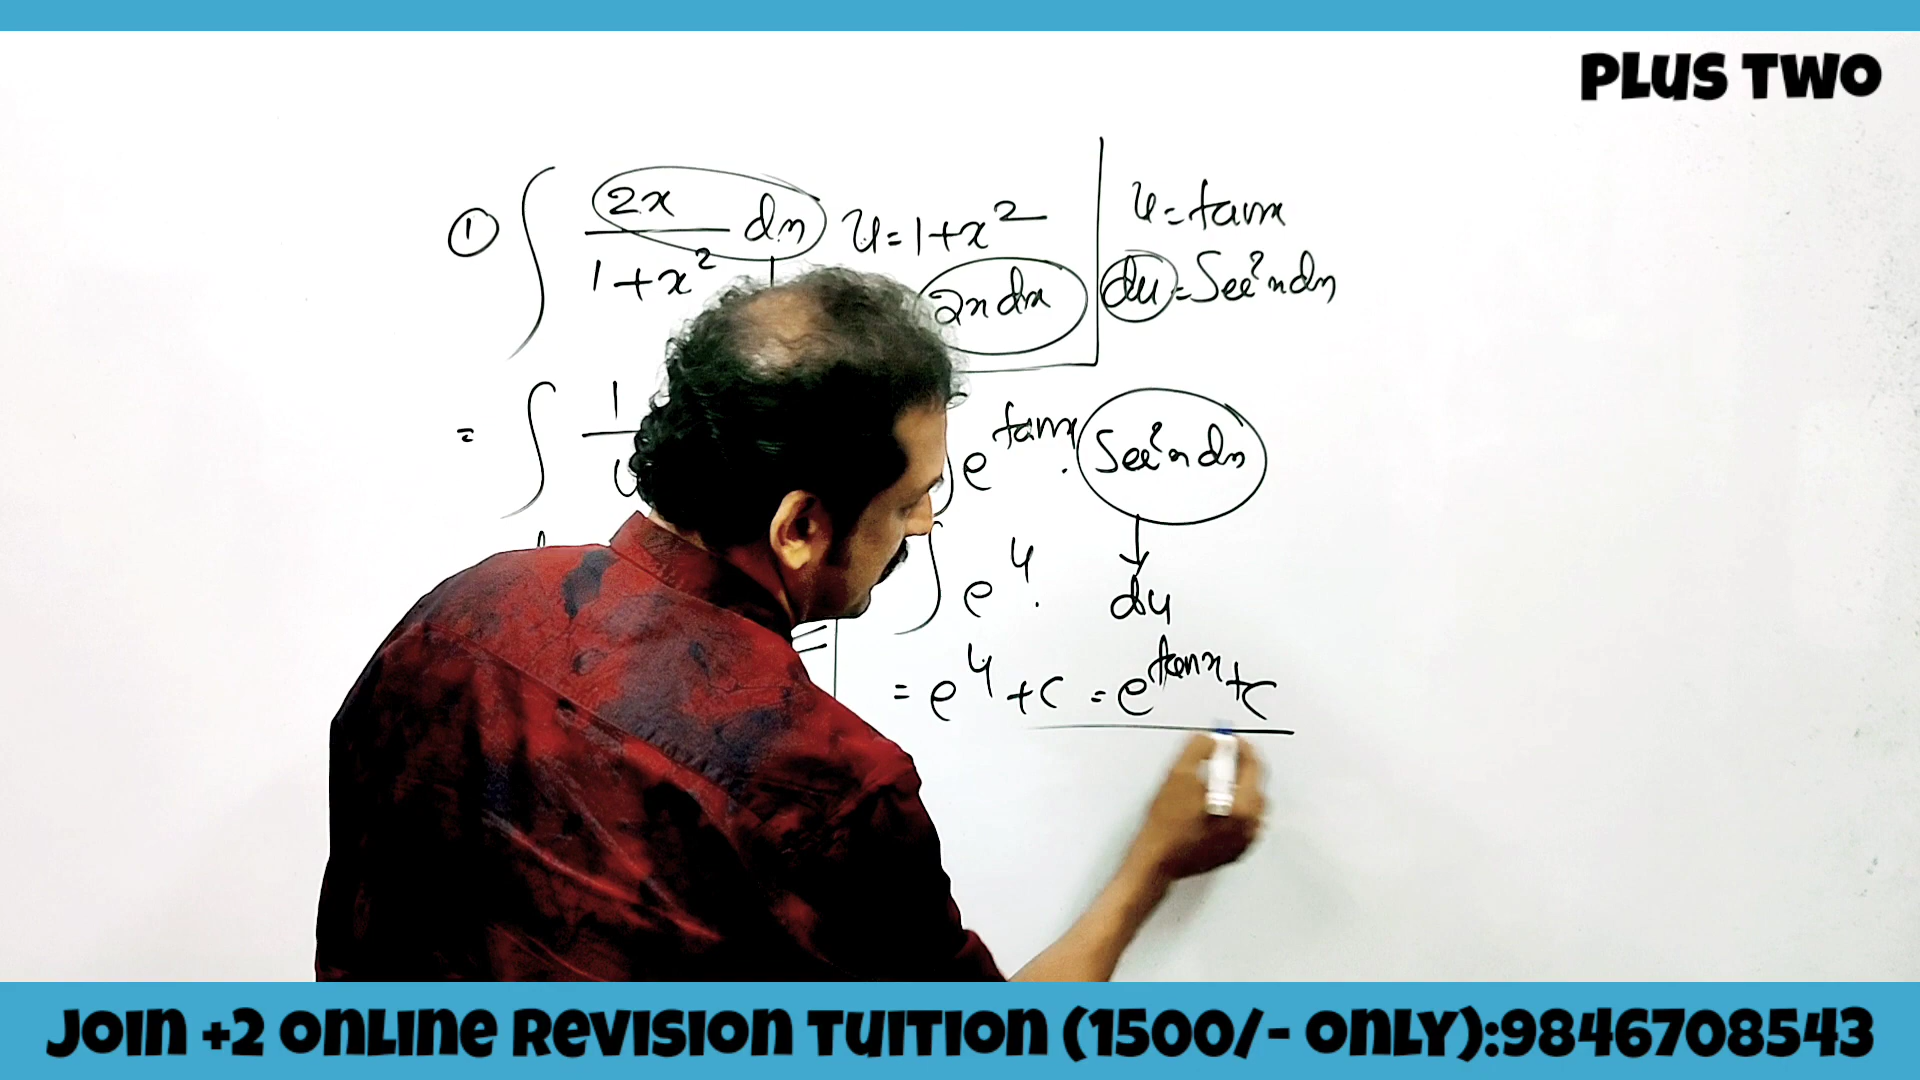 PLUS TWO
① ∫ 2x/1+x² dx u=1+x²
2x dx
= ∫ 1/u
u=tanx
du=Sec²x dx
e^tanx . Sec²x dx
∫ e^u . du
= e^u +c = e^tanx +c
JOIN +2 ONLINE REVISION TUITION (1500/- ONLY):9846708543